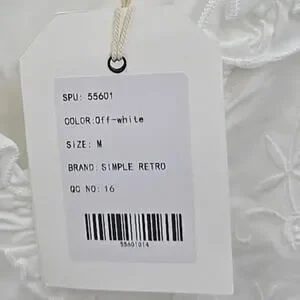 SPU: 55601
COLOR:Off-white
SIZE: M
BRAND: SIMPLE RETRO
QC NO: 16
55601014